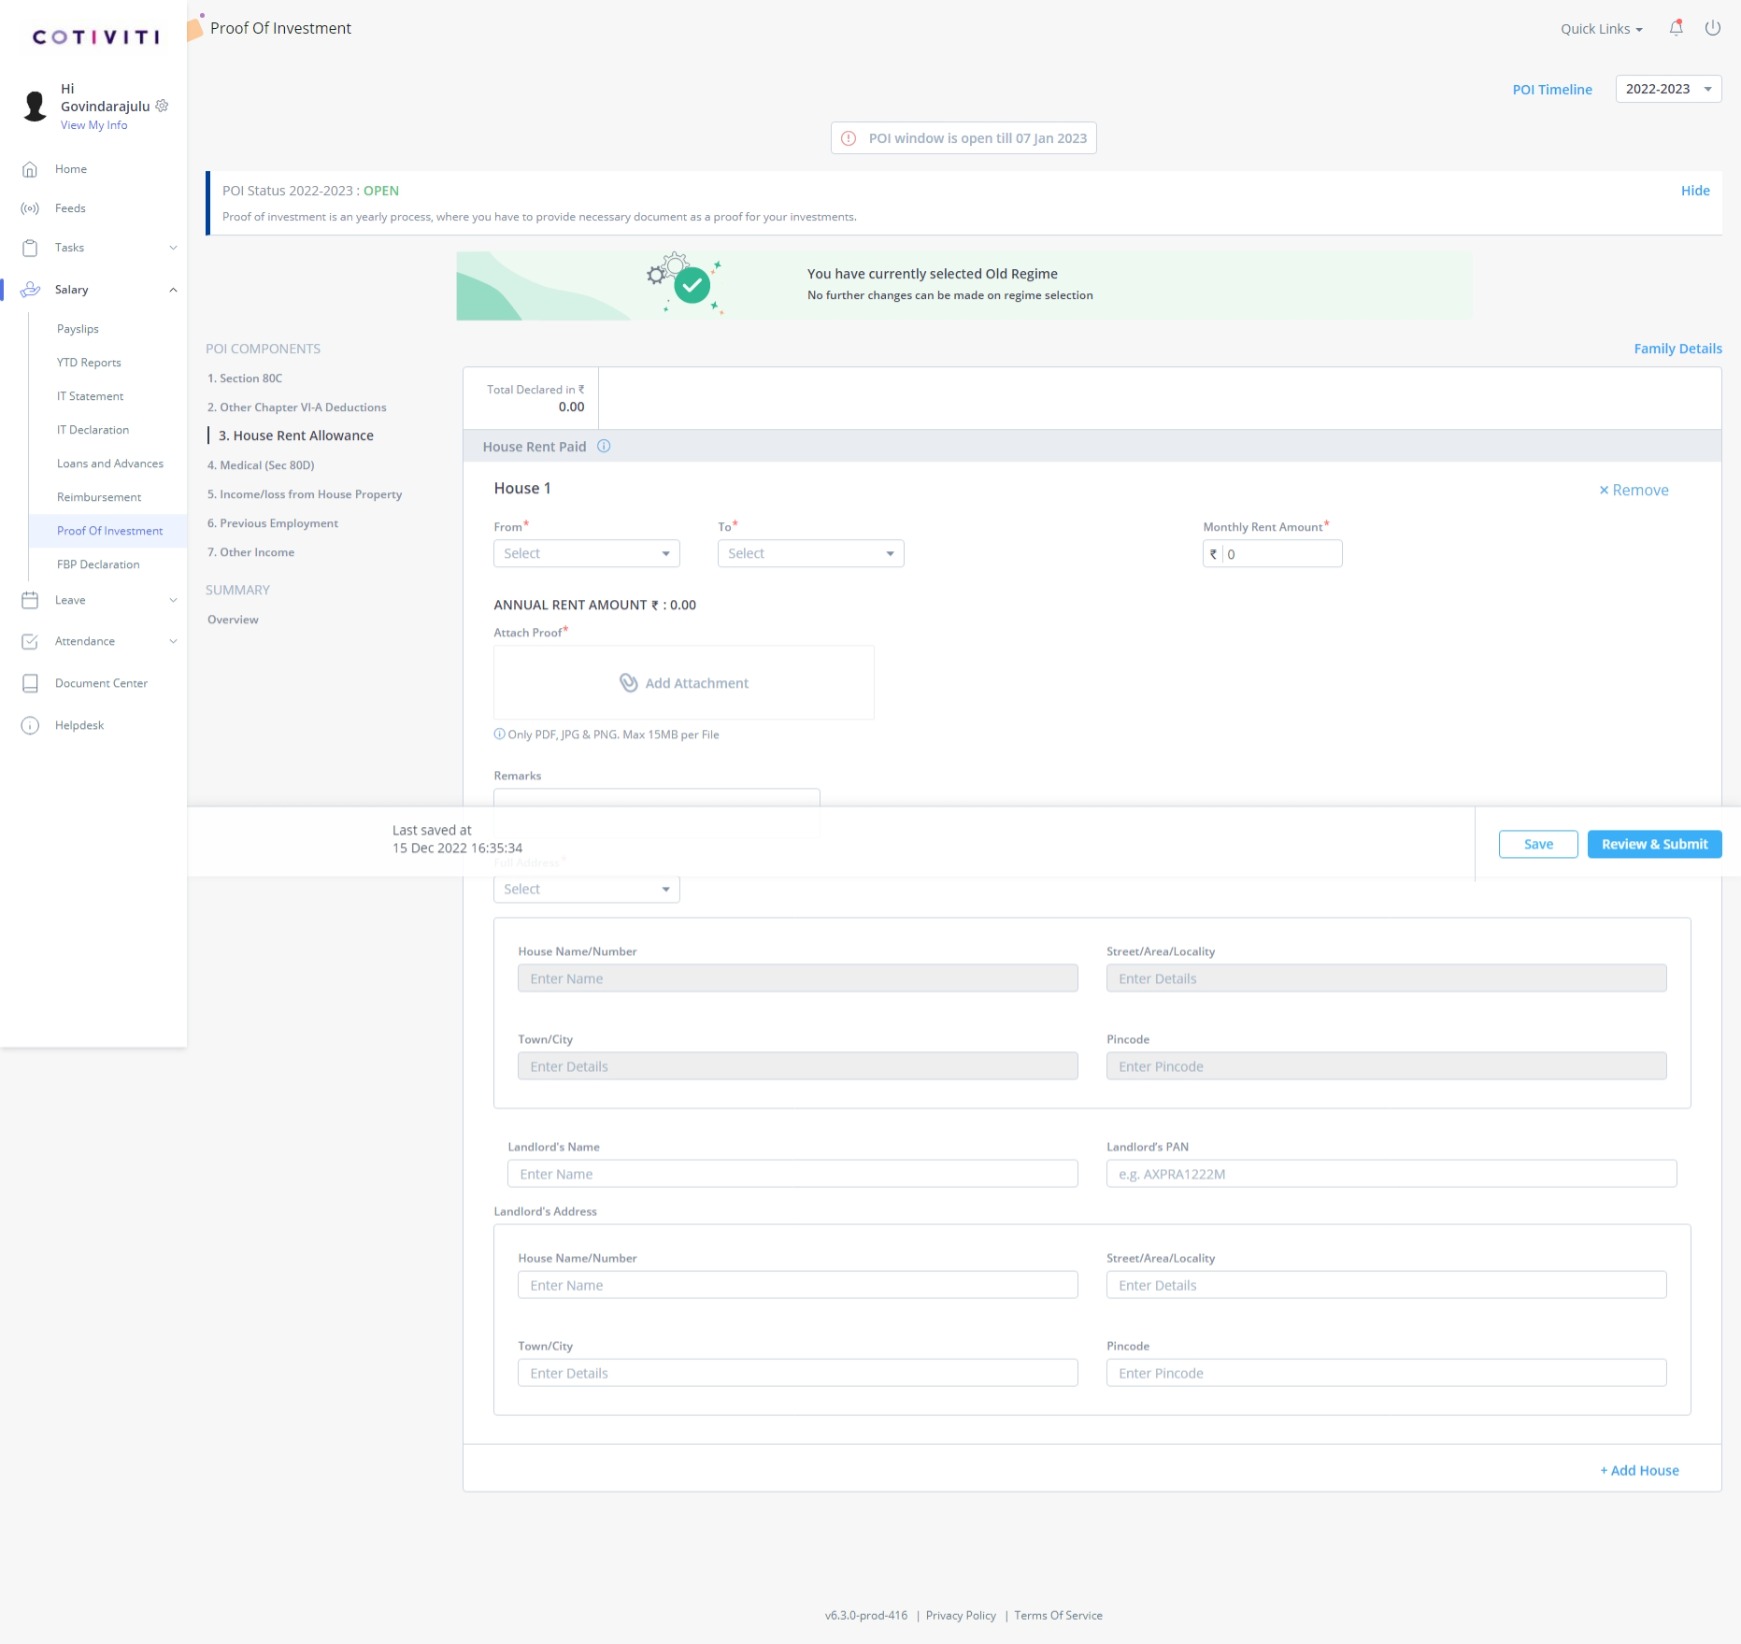 COTIVITI
Hi
Govindarajulu
View My Info
Home
Feeds
Tasks
Salary
Payslips
YTD Reports
IT Statement
IT Declaration
Loans and Advances
Reimbursement
Proof Of Investment
FBP Declaration
Leave
Attendance
Document Center
Helpdesk
Proof Of Investment
Quick Links
POI Timeline
2022-2023
POI window is open till 07 Jan 2023
POI Status 2022-2023 : OPEN
Hide
Proof of investment is an yearly process, where you have to provide necessary document as a proof for your investments.
You have currently selected Old Regime
No further changes can be made on regime selection
POI COMPONENTS
1. Section 80C
2. Other Chapter VI-A Deductions
3. House Rent Allowance
4. Medical (Sec 80D)
5. Income/loss from House Property
6. Previous Employment
7. Other Income
SUMMARY
Overview
Family Details
Total Declared in ₹
0.00
House Rent Paid
House 1
× Remove
From*
Select
To*
Select
Monthly Rent Amount*
₹ 0
ANNUAL RENT AMOUNT ₹ : 0.00
Attach Proof*
Add Attachment
Only PDF, JPG & PNG. Max 15MB per File
Remarks
Last saved at
15 Dec 2022 16:35:34
Save
Review & Submit
Full Address*
Select
House Name/Number
Enter Name
Street/Area/Locality
Enter Details
Town/City
Enter Details
Pincode
Enter Pincode
Landlord's Name
Enter Name
Landlord's PAN
e.g. AXPRA1222M
Landlord's Address
House Name/Number
Enter Name
Street/Area/Locality
Enter Details
Town/City
Enter Details
Pincode
Enter Pincode
+ Add House
v6.3.0-prod-416 | Privacy Policy | Terms Of Service